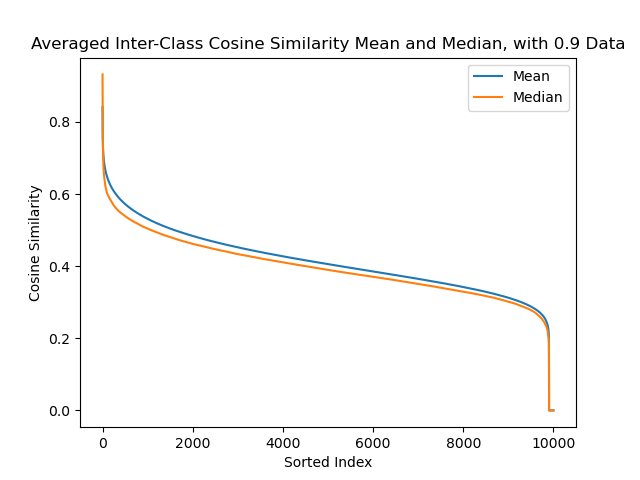 Averaged Inter-Class Cosine Similarity Mean and Median, with 0.9 Data
Mean
Median
Cosine Similarity
0.8
0.6
0.4
0.2
0.0
0 2000 4000 6000 8000 10000
Sorted Index